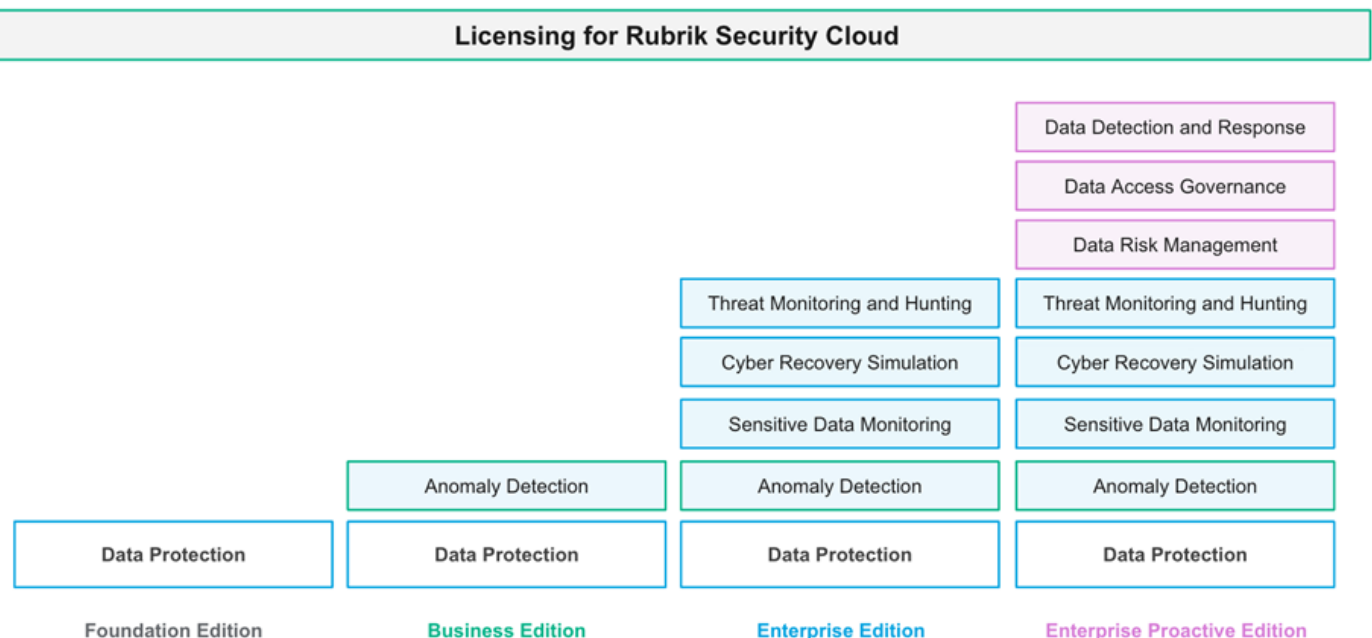 Licensing for Rubrik Security Cloud
Data Detection and Response
Data Access Governance
Data Risk Management
Threat Monitoring and Hunting
Threat Monitoring and Hunting
Cyber Recovery Simulation
Cyber Recovery Simulation
Sensitive Data Monitoring
Sensitive Data Monitoring
Anomaly Detection
Anomaly Detection
Anomaly Detection
Data Protection
Data Protection
Data Protection
Data Protection
Foundation Edition
Business Edition
Enterprise Edition
Enterprise Proactive Edition